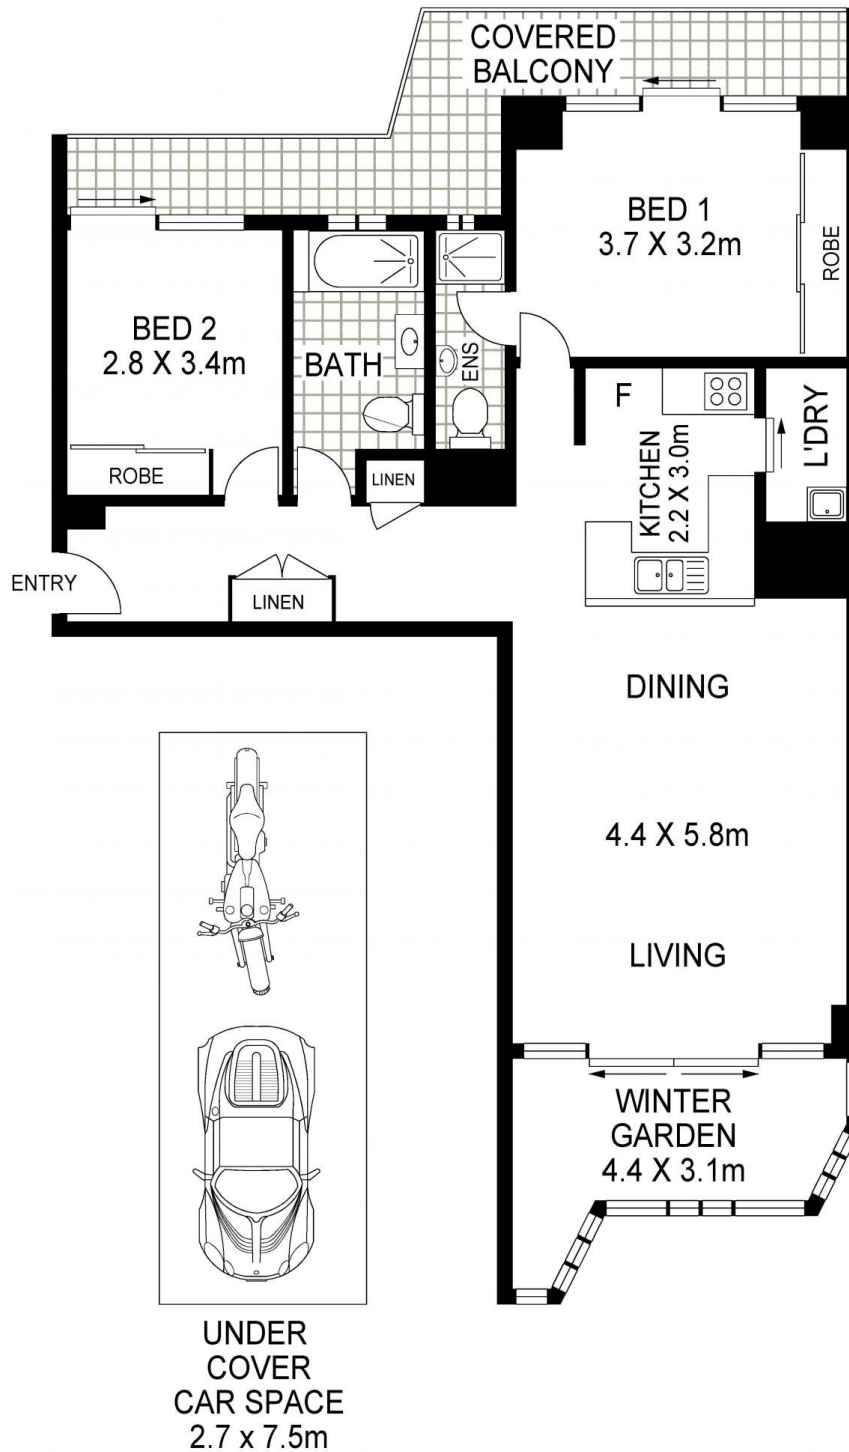 COVERED
BALCONY
BED 1
3.7 X 3.2m
ROBE
BED 2
2.8 X 3.4m
BATH
ENS
F
KITCHEN
2.2 X 3.0m
L'DRY
ROBE
LINEN
ENTRY
LINEN
DINING
4.4 X 5.8m
LIVING
WINTER
GARDEN
4.4 X 3.1m
UNDER
COVER
CAR SPACE
2.7 x 7.5m